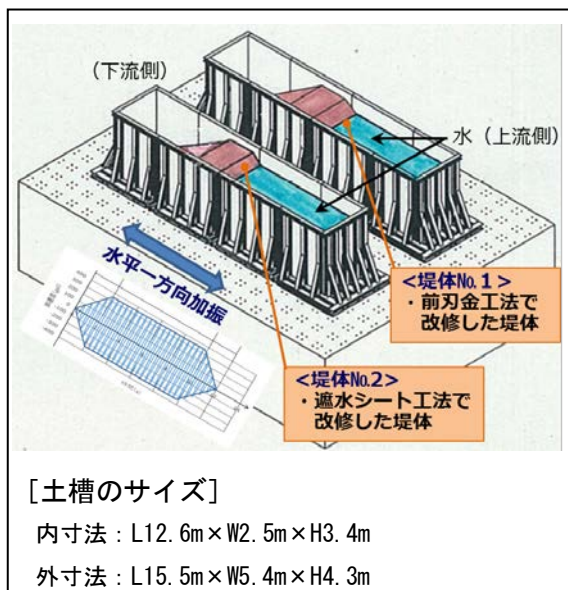 (下流側)
水(上流側)
水平一方向加振
<堤体No.1>
・前刃金工法で
改修した堤体
<堤体No.2>
・遮水シート工法で
改修した堤体
[土槽のサイズ]
内寸法:L12.6m×W2.5m×H3.4m
外寸法:L15.5m×W5.4m×H4.3m